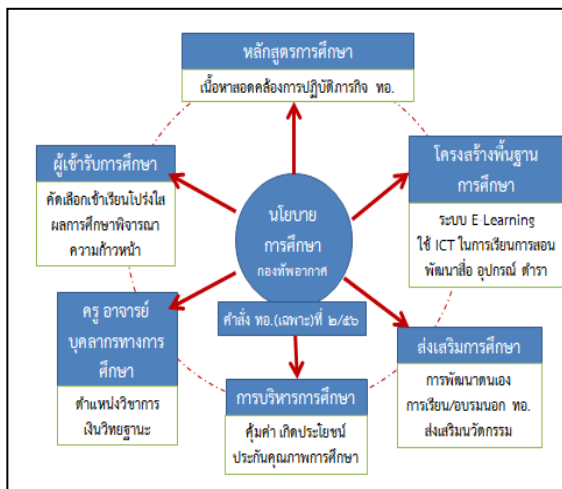 หลักสูตรการศึกษา
เนื้อหาสอดคล้องการปฏิบัติภารกิจ ทอ.
ผู้เข้ารับการศึกษา
คัดเลือกเข้าเรียนโปร่งใส
ผลการศึกษาพิจารณา
ความก้าวหน้า
โครงสร้างพื้นฐาน
การศึกษา
ระบบ E-Learning
ใช้ ICT ในการเรียนการสอน
พัฒนาสื่อ อุปกรณ์ ตำรา
นโยบาย
การศึกษา
กองทัพอากาศ
คำสั่ง ทอ.(เฉพาะ)ที่ ๒/๕๖
ครู อาจารย์
บุคลากรทางการ
ศึกษา
ตำแหน่งวิชาการ
เงินวิทยฐานะ
การบริหารการศึกษา
คุ้มค่า เกิดประโยชน์
ประกันคุณภาพการศึกษา
ส่งเสริมการศึกษา
การพัฒนาตนเอง
การเรียน/อบรมนอก ทอ.
ส่งเสริมนวัตกรรม